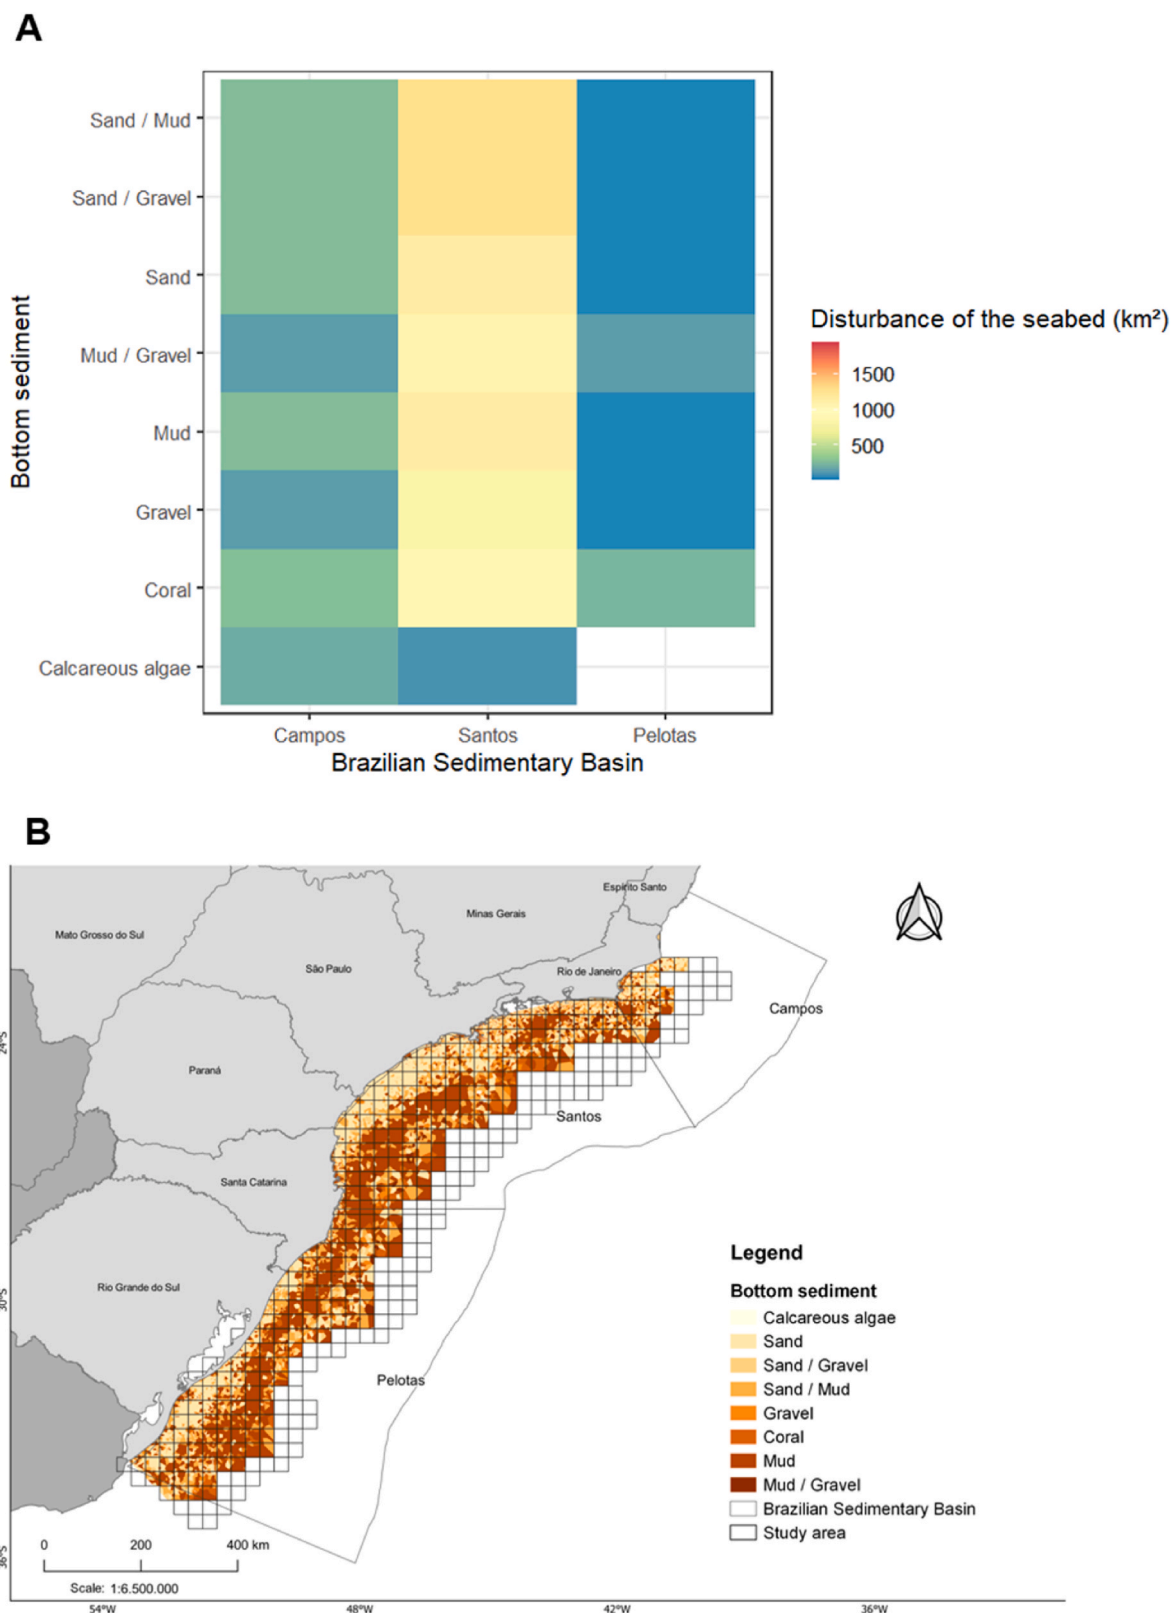 A
Sand / Mud
Sand / Gravel
Sand
Mud / Gravel
Mud
Gravel
Coral
Calcareous algae
Bottom sediment
Campos
Santos
Pelotas
Brazilian Sedimentary Basin
Disturbance of the seabed (km²)
1500
1000
500
B
Espírito Santo
Minas Gerais
Mato Grosso do Sul
São Paulo
Rio de Janeiro
Campos
24°S
Paraná
Santos
Santa Catarina
Rio Grande do Sul
30°S
Pelotas
Legend
Bottom sediment
Calcareous algae
Sand
Sand / Gravel
Sand / Mud
Gravel
Coral
Mud
Mud / Gravel
Brazilian Sedimentary Basin
Study area
0 200 400 km
36°S
Scale: 1:6.500.000
54°W 48°W 42°W 36°W